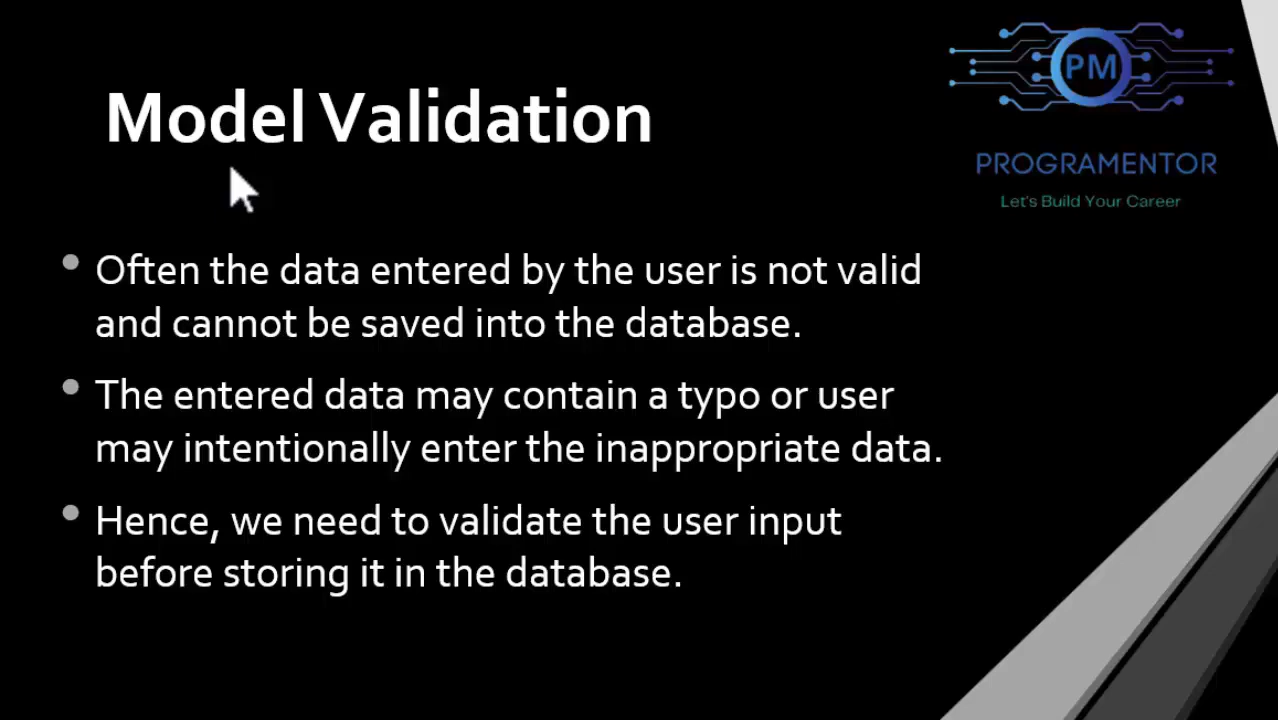 PM
PROGRAMENTOR
Let's Build Your Career
Model Validation
• Often the data entered by the user is not valid
and cannot be saved into the database.
• The entered data may contain a typo or user
may intentionally enter the inappropriate data.
• Hence, we need to validate the user input
before storing it in the database.